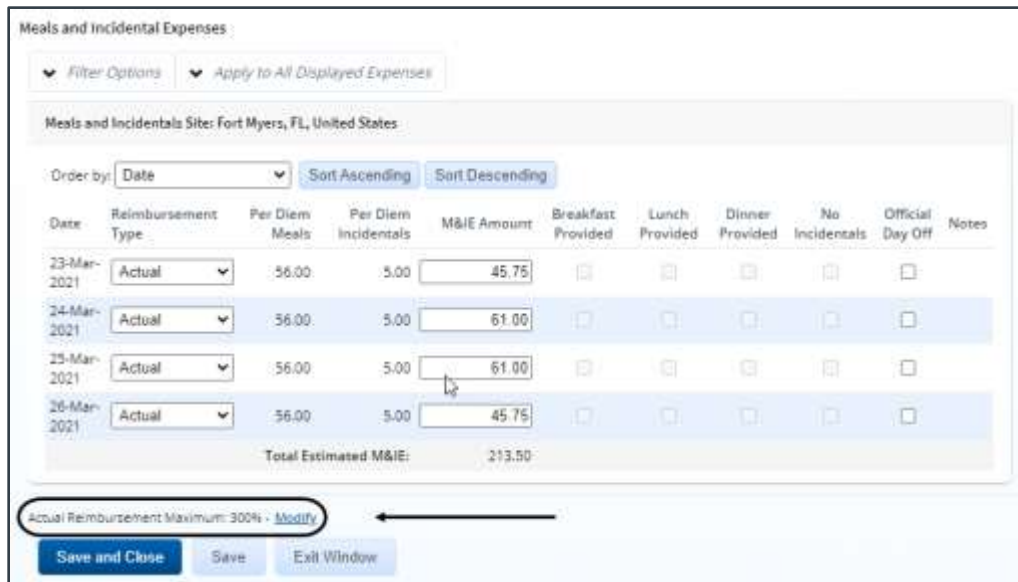 Meals and Incidental Expenses
Filter Options Apply to All Displayed Expenses
Meals and Incidentals Site: Fort Myers, FL, United States
Order by: Date Sort Ascending Sort Descending
Date Reimbursement Type Per Diem Meals Per Diem Incidentals M&IE Amount Breakfast Provided Lunch Provided Dinner Provided No Incidentals Official Day Off Notes
23-Mar-2021 Actual 56.00 5.00 45.75
24-Mar-2021 Actual 56.00 5.00 61.00
25-Mar-2021 Actual 56.00 5.00 61.00
26-Mar-2021 Actual 56.00 5.00 45.75
Total Estimated M&IE: 213.50
Actual Reimbursement Maximum: 300% - Modify
Save and Close Save Exit Window